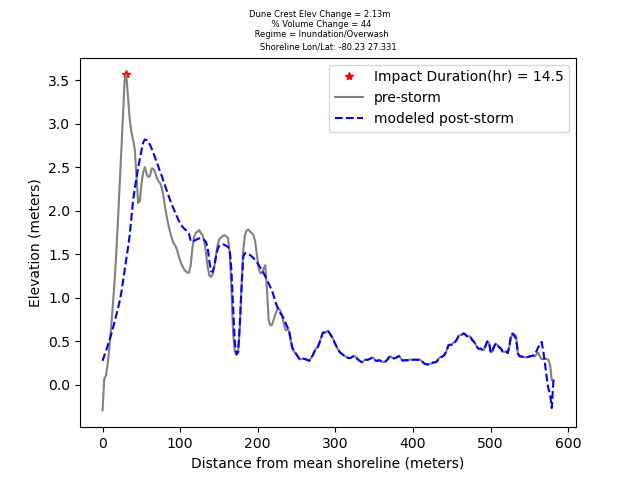 Dune Crest Elev Change = 2.13m
% Volume Change = 44
Regime = Inundation/Overwash
Shoreline Lon/Lat: -80.23 27.331
Impact Duration(hr) = 14.5
pre-storm
modeled post-storm
3.5
3.0
2.5
2.0
1.5
1.0
0.5
0.0
Elevation (meters)
0 100 200 300 400 500 600
Distance from mean shoreline (meters)